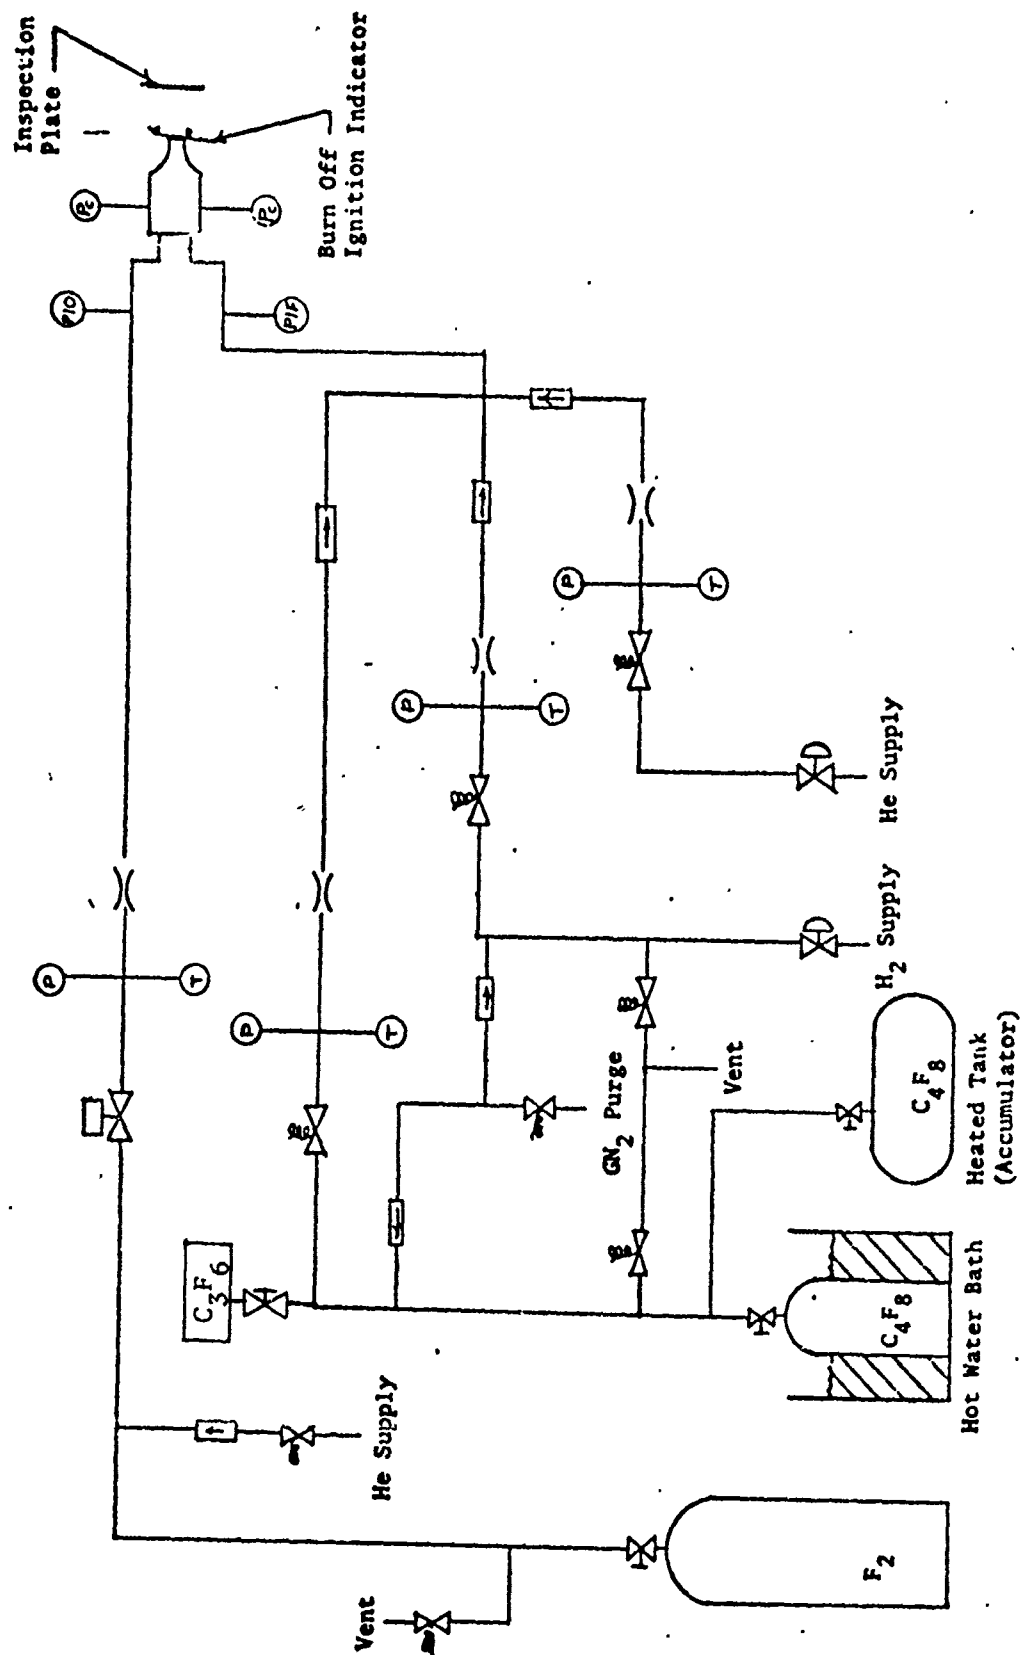 Inspection
Plate
Pc
Pc
Burn Off
Ignition Indicator
PIO
PIF
P
T
P
T
P
T
P
T
He Supply
H2 Supply
GN2 Purge
Vent
C4F8
Heated Tank
(Accumulator)
C3F6
C4F8
Hot Water Bath
He Supply
Vent
F2